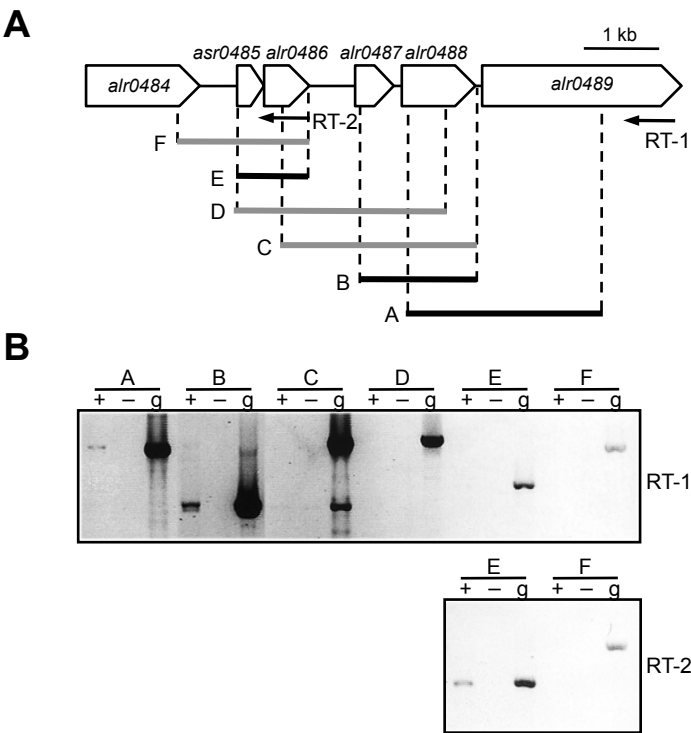 A
1 kb
asr0485 alr0486 alr0487 alr0488
alr0484 alr0489
RT-2
RT-1
F
E
D
C
B
A
B
A B C D E F
+ – g + – g + – g + – g + – g + – g
RT-1
E F
+ – g + – g
RT-2